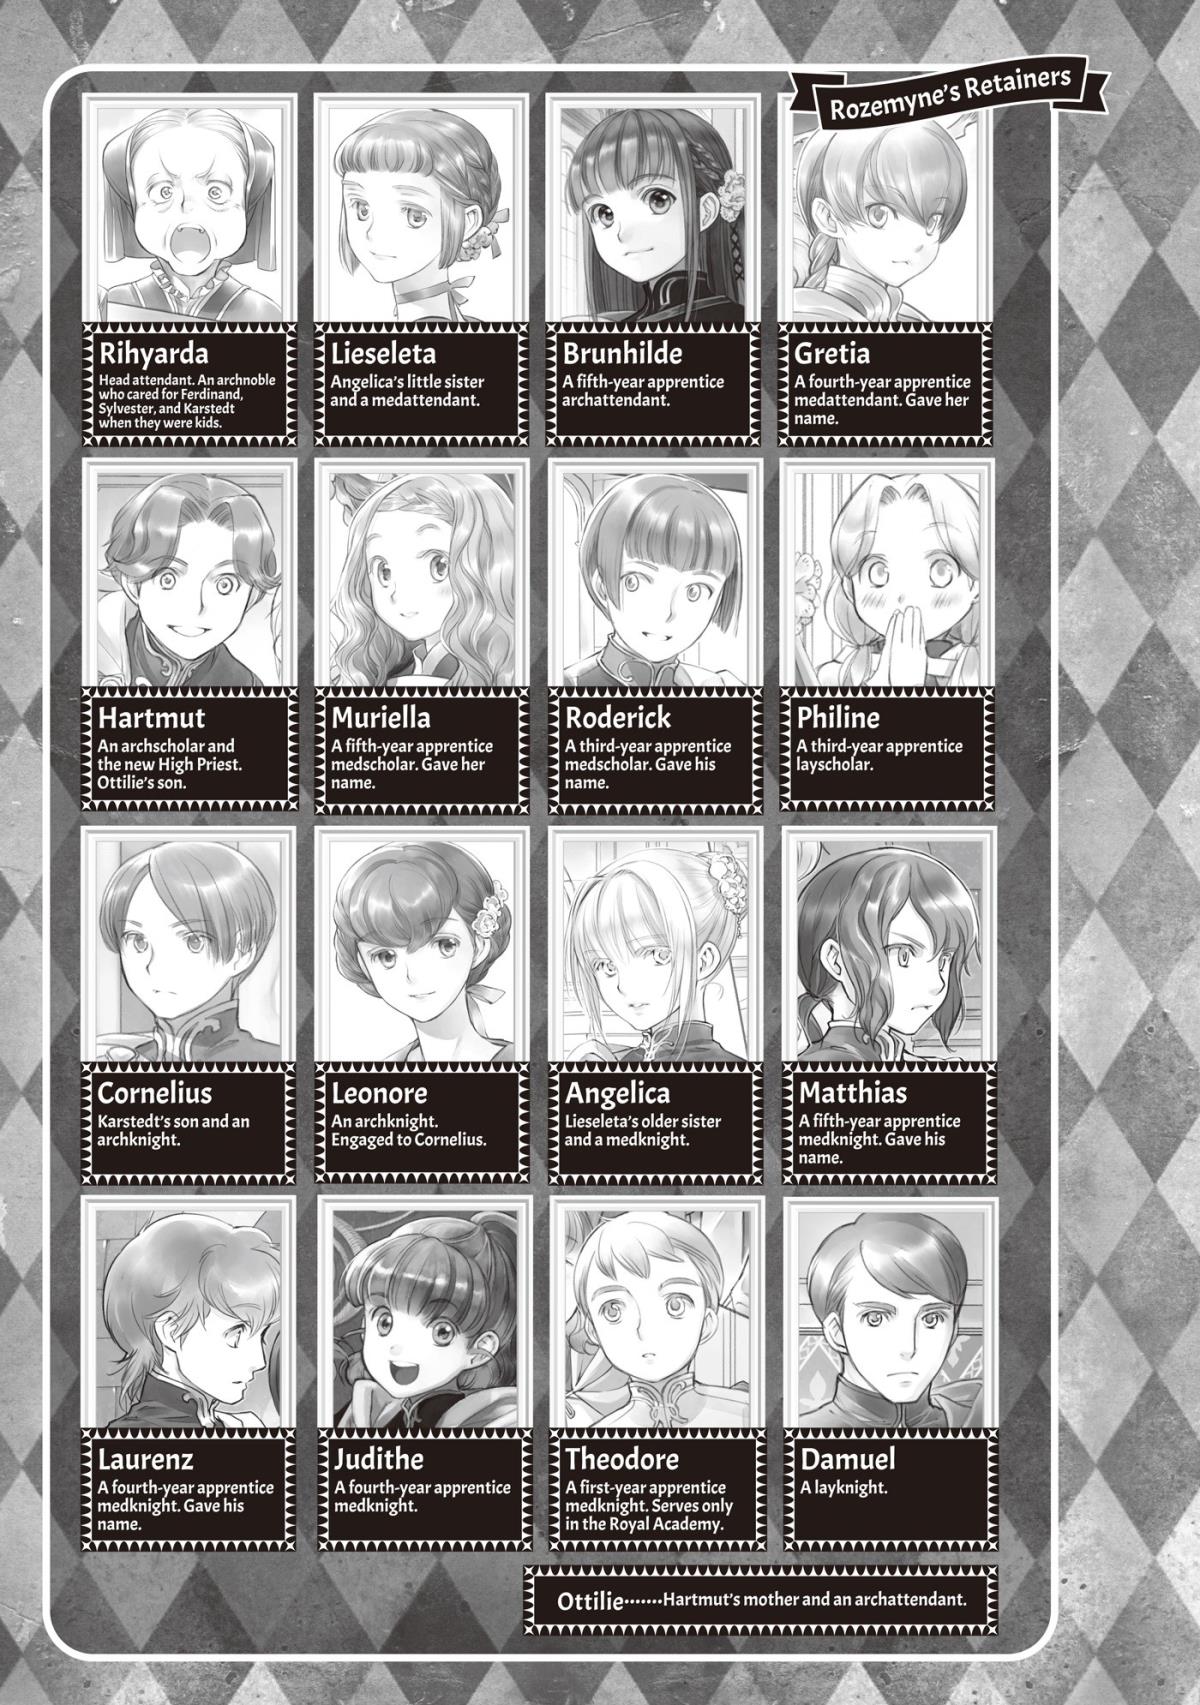 Rozemyne's Retainers
Rihyarda
Head attendant. An archnoble
who cared for Ferdinand,
Sylvester, and Karstedt
when they were kids.
Lieseleta
Angelica's little sister
and a medattendant.
Brunhilde
A fifth-year apprentice
archattendant.
Gretia
A fourth-year apprentice
medattendant. Gave her
name.
Hartmut
An archscholar and
the new High Priest.
Ottilie's son.
Muriella
A fifth-year apprentice
medscholar. Gave her
name.
Roderick
A third-year apprentice
medscholar. Gave his
name.
Philine
A third-year apprentice
layscholar.
Cornelius
Karstedt's son and an
archknight.
Leonore
An archknight.
Engaged to Cornelius.
Angelica
Lieseleta's older sister
and a medknight.
Matthias
A fifth-year apprentice
medknight. Gave his
name.
Laurenz
A fourth-year apprentice
medknight. Gave his
name.
Judithe
A fourth-year apprentice
medknight.
Theodore
A first-year apprentice
medknight. Serves only
in the Royal Academy.
Damuel
A layknight.
Ottilie·······Hartmut's mother and an archattendant.